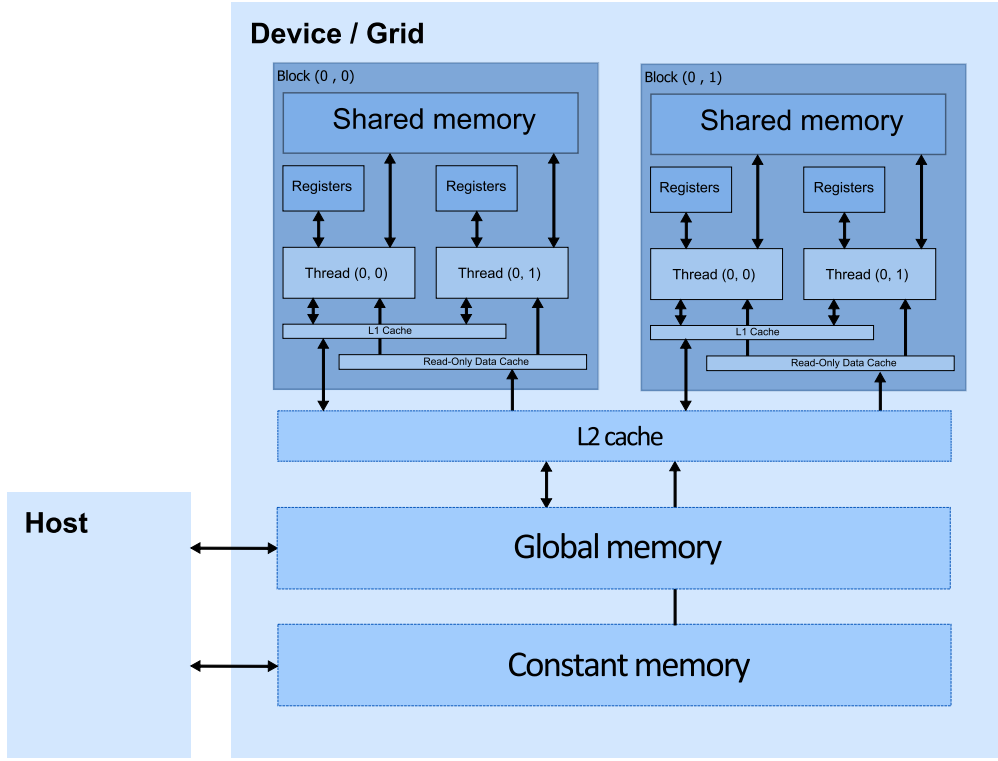 Device / Grid
Block (0 , 0)
Shared memory
Registers
Registers
Thread (0, 0)
Thread (0, 1)
L1 Cache
Read-Only Data Cache
Block (0 , 1)
Shared memory
Registers
Registers
Thread (0, 0)
Thread (0, 1)
L1 Cache
Read-Only Data Cache
L2 cache
Host
Global memory
Constant memory